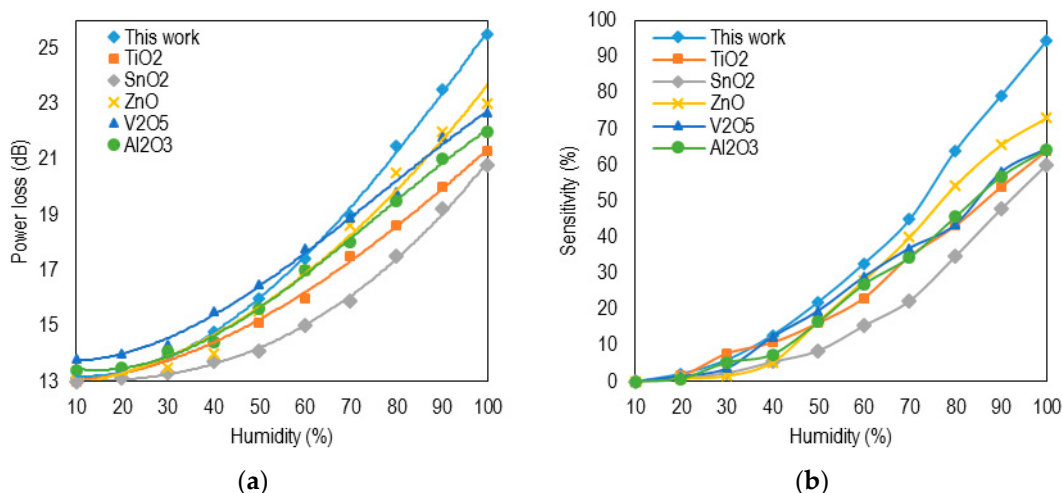 25
23
21
19
17
15
13
Power loss (dB)
This work
TiO2
SnO2
ZnO
V2O5
Al2O3
10 20 30 40 50 60 70 80 90 100
Humidity (%)
(a)
100
90
80
70
60
50
40
30
20
10
0
Sensitivity (%)
This work
TiO2
SnO2
ZnO
V2O5
Al2O3
10 20 30 40 50 60 70 80 90 100
Humidity (%)
(b)